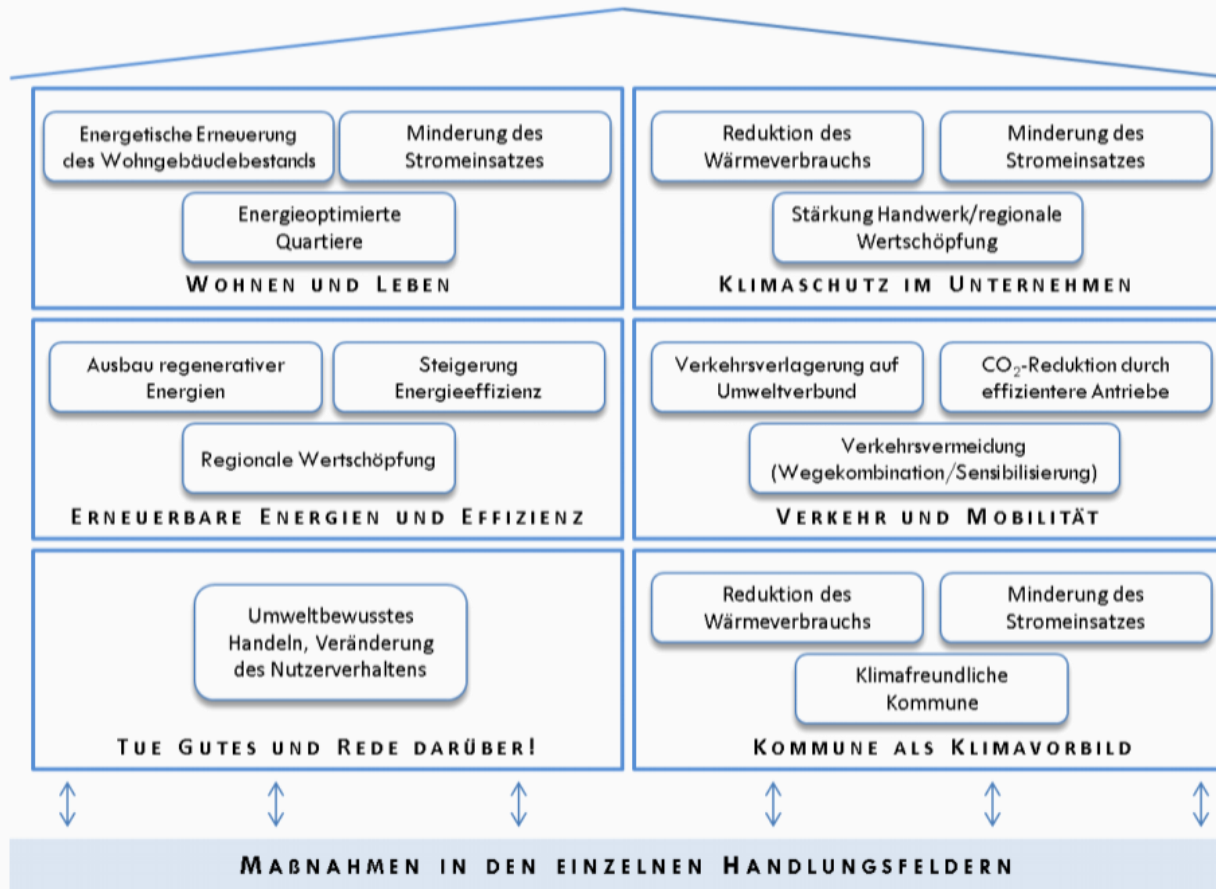 Energetische Erneuerung
des Wohngebäudebestands
Minderung des
Stromeinsatzes
Energieoptimierte
Quartiere
WOHNEN UND LEBEN
Reduktion des
Wärmeverbrauchs
Minderung des
Stromeinsatzes
Stärkung Handwerk/regionale
Wertschöpfung
KLIMASCHUTZ IM UNTERNEHMEN
Ausbau regenerativer
Energien
Steigerung
Energieeffizienz
Regionale Wertschöpfung
ERNEUERBARE ENERGIEN UND EFFIZIENZ
Verkehrsverlagerung auf
Umweltverbund
CO₂-Reduktion durch
effizientere Antriebe
Verkehrsvermeidung
(Wegekombination/Sensibilisierung)
VERKEHR UND MOBILITÄT
Umweltbewusstes
Handeln, Veränderung
des Nutzerverhaltens
TUE GUTES UND REDE DARÜBER!
Reduktion des
Wärmeverbrauchs
Minderung des
Stromeinsatzes
Klimafreundliche
Kommune
KOMMUNE ALS KLIMAVORBILD
MAßNAHMEN IN DEN EINZELNEN HANDLUNGSFELDERN